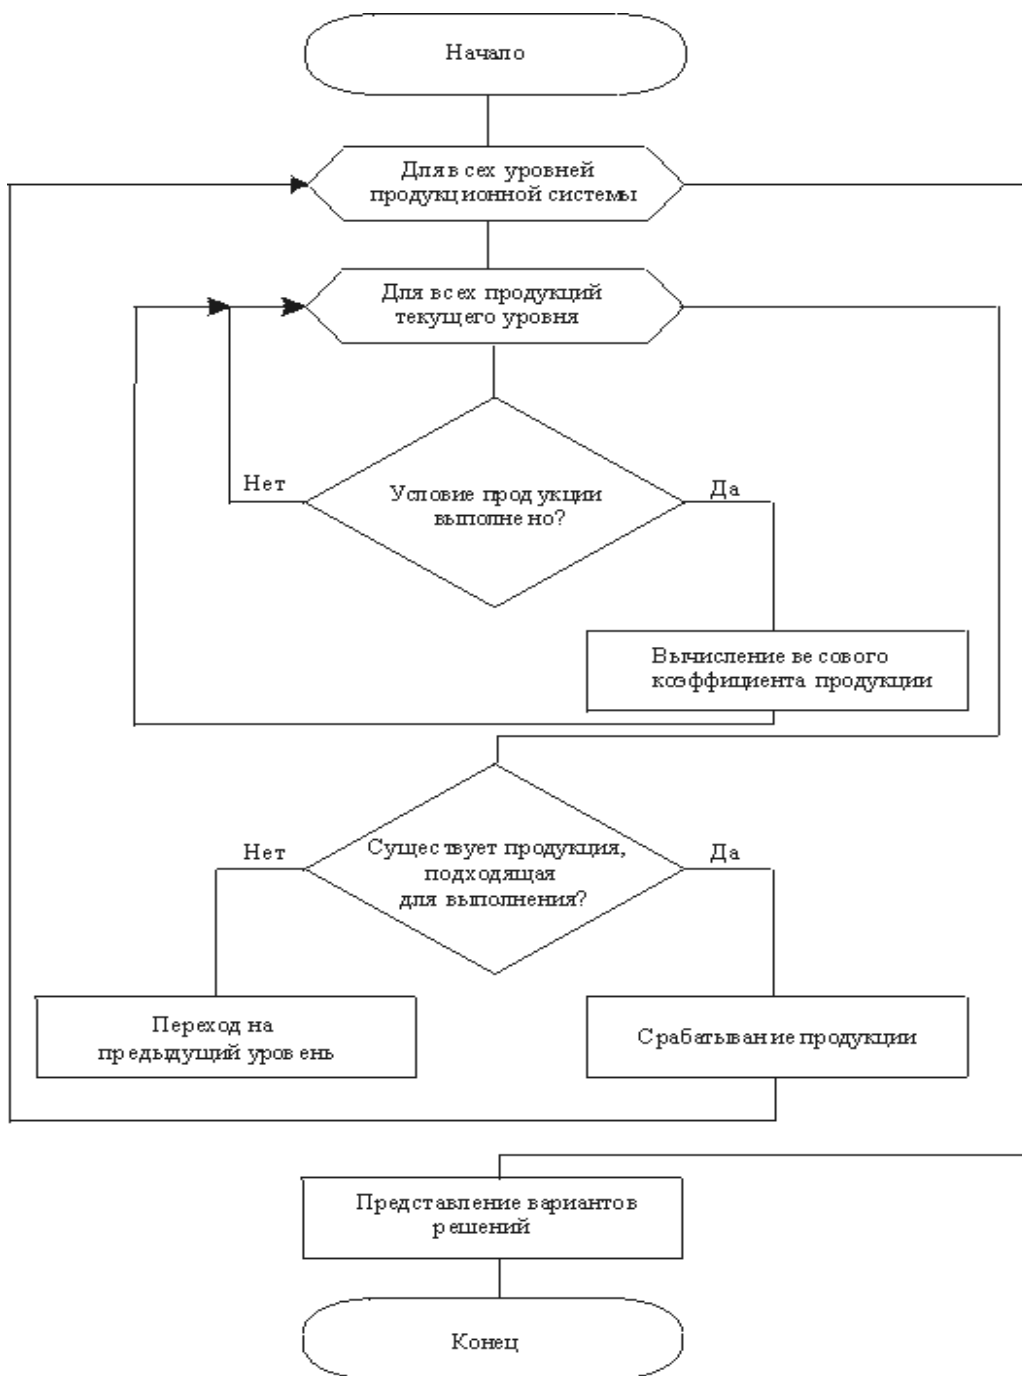 Начало
Для всех уровней
продукционной системы
Для всех продукций
текущего уровня
Нет
Да
Условие продукции
выполнено?
Вычисление весового
коэффициента продукции
Нет
Да
Существует продукция,
подходящая
для выполнения?
Переход на
предыдущий уровень
Срабатывание продукции
Представление вариантов
решений
Конец